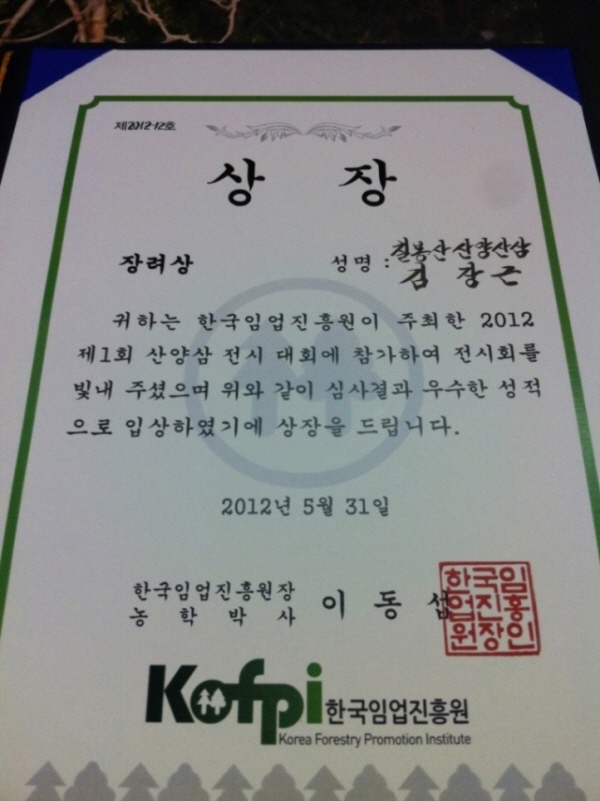 제2012-12호
상 장
장려상
성명 : 칠봉산산양산삼
김 장 근
귀하는 한국임업진흥원이 주최한 2012
제1회 산양삼 전시 대회에 참가하여 전시회를
빛내 주셨으며 위와 같이 심사결과 우수한 성적
으로 입상하였기에 상장을 드립니다.
2012년 5월 31일
한국임업진흥원장
농 학 박 사 이 동 섭
한국임
업진흥
원장인
Kofpi 한국임업진흥원
Korea Forestry Promotion Institute